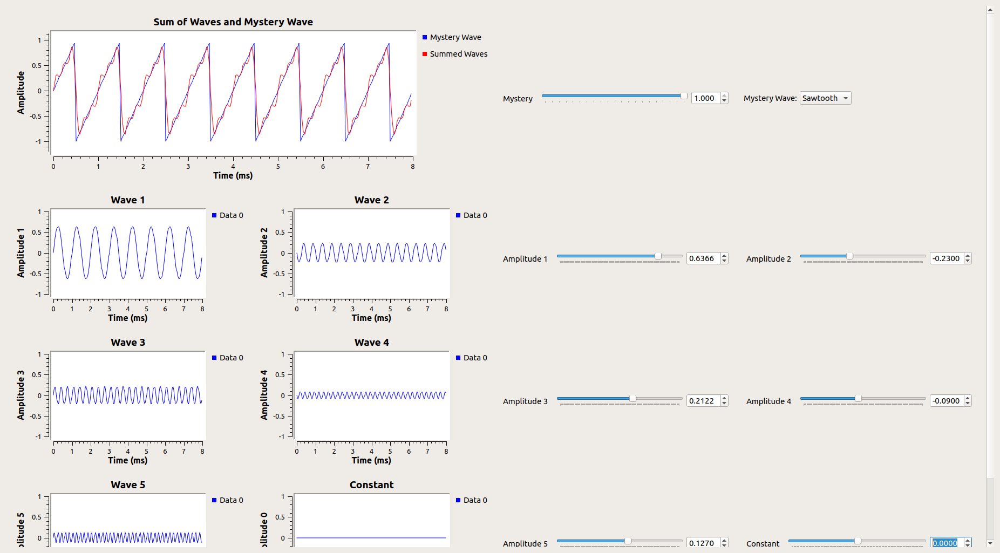 Sum of Waves and Mystery Wave
Amplitude
1
0.5
0
-0.5
-1
0 1 2 3 4 5 6 7 8
Time (ms)
Mystery Wave
Summed Waves
Mystery
1.000
Mystery Wave: Sawtooth
Wave 1
Amplitude 1
1
0.5
0
-0.5
-1
0 1 2 3 4 5 6 7 8
Time (ms)
Data 0
Wave 2
Amplitude 2
1
0.5
0
-0.5
-1
0 1 2 3 4 5 6 7 8
Time (ms)
Data 0
Amplitude 1
0.6366
Amplitude 2
-0.2300
Wave 3
Amplitude 3
1
0.5
0
-0.5
-1
0 1 2 3 4 5 6 7 8
Time (ms)
Data 0
Wave 4
Amplitude 4
1
0.5
0
-0.5
-1
0 1 2 3 4 5 6 7 8
Time (ms)
Data 0
Amplitude 3
0.2122
Amplitude 4
-0.0900
Wave 5
plitude 5
1
0.5
0
Data 0
Constant
plitude 0
1
0.5
0
Data 0
Amplitude 5
0.1270
Constant
0.0000